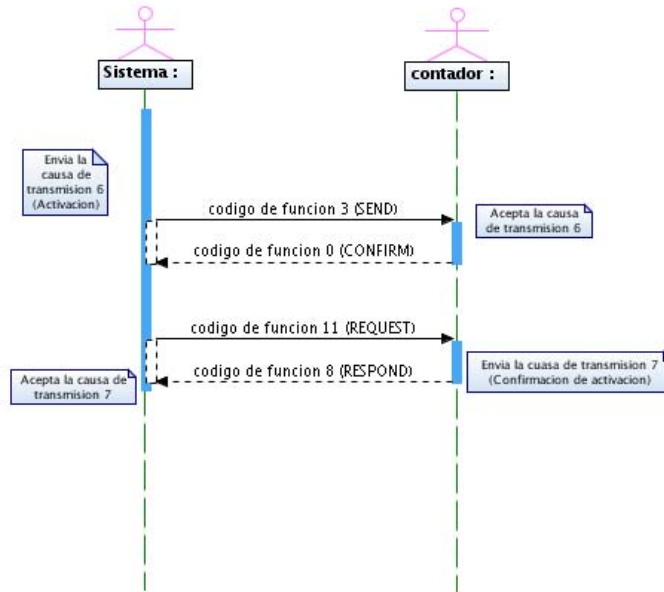 Sistema :
contador :
Envia la
causa de
transmision 6
(Activacion)
codigo de funcion 3 (SEND)
Acepta la causa
de transmision 6
codigo de funcion 0 (CONFIRM)
codigo de funcion 11 (REQUEST)
Envia la cuasa de transmision 7
(Confirmacion de activacion)
codigo de funcion 8 (RESPOND)
Acepta la causa de
transmision 7